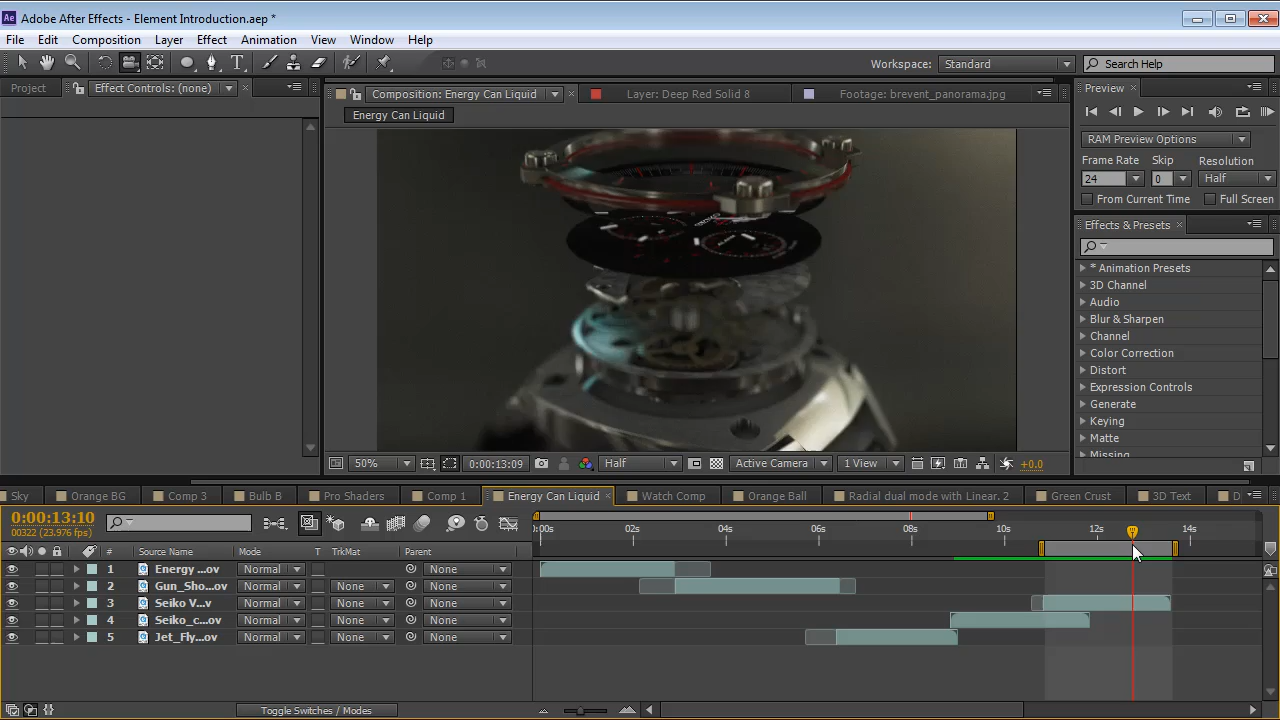 Ae Adobe After Effects - Element Introduction.aep *
File Edit Composition Layer Effect Animation View Window Help
Workspace: Standard Search Help
Project Effect Controls: (none) Composition: Energy Can Liquid Layer: Deep Red Solid 8 Footage: brevent_panorama.jpg Preview
Energy Can Liquid
RAM Preview Options
Frame Rate Skip Resolution
24 0 Half
From Current Time Full Screen
Effects & Presets
* Animation Presets
3D Channel
Audio
Blur & Sharpen
Channel
Color Correction
Distort
Expression Controls
Generate
Keying
Matte
Missing
50% 0:00:13:09 Half Active Camera 1 View +0.0
Sky Orange BG Comp 3 Bulb B Pro Shaders Comp 1 Energy Can Liquid Watch Comp Orange Ball Radial dual mode with Linear. 2 Green Crust 3D Text D
0:00:13:10
00322 (23.976 fps)
0:00s 02s 04s 06s 08s 10s 12s 14s
# Source Name Mode T TrkMat Parent
1 Energy ...ov Normal None
2 Gun_Sho...ov Normal None None
3 Seiko V...v Normal None None
4 Seiko_c...ov Normal None None
5 Jet_Fly...ov Normal None None
Toggle Switches / Modes